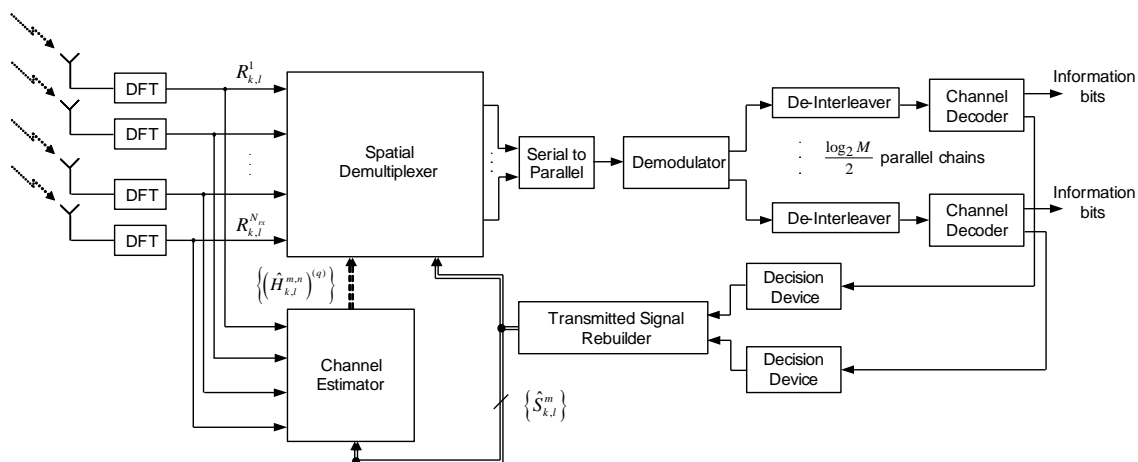 DFT
R^1_{k,l}
DFT
DFT
DFT
R^{N_{rx}}_{k,l}
Spatial
Demultiplexer
Serial to
Parallel
Demodulator
De-Interleaver
Channel
Decoder
Information
bits
log_2 M / 2 parallel chains
De-Interleaver
Channel
Decoder
Information
bits
{(Ĥ^{m,n}_{k,l})^{(q)}}
Channel
Estimator
Transmitted Signal
Rebuilder
Decision
Device
Decision
Device
{Ŝ^m_{k,l}}